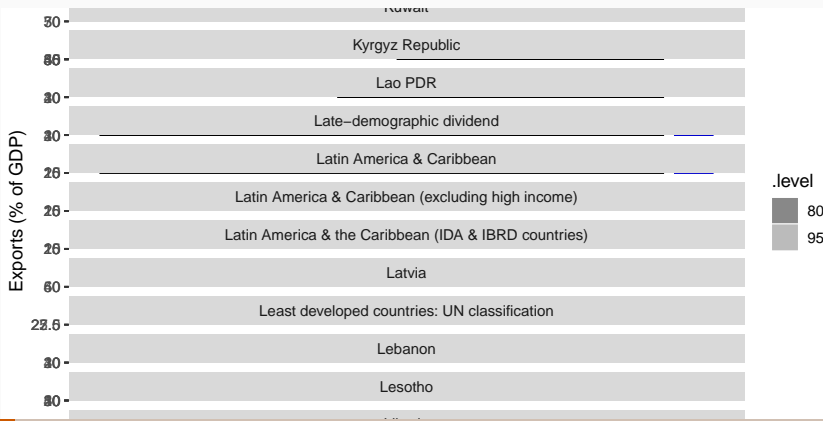 Kuwait
Kyrgyz Republic
Lao PDR
Late−demographic dividend
Latin America & Caribbean
Latin America & Caribbean (excluding high income)
Latin America & the Caribbean (IDA & IBRD countries)
Latvia
Least developed countries: UN classification
Lebanon
Lesotho
Exports (% of GDP)
.level
80
95